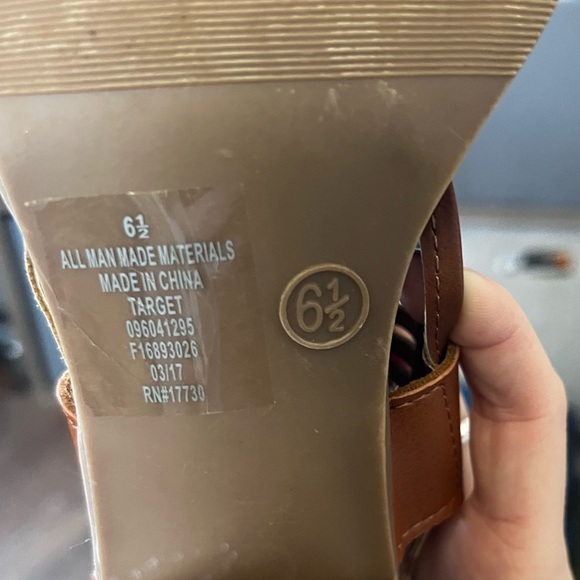 6½
ALL MAN MADE MATERIALS
MADE IN CHINA
TARGET
096041295
F16893026
03/17
RN#17730
6½